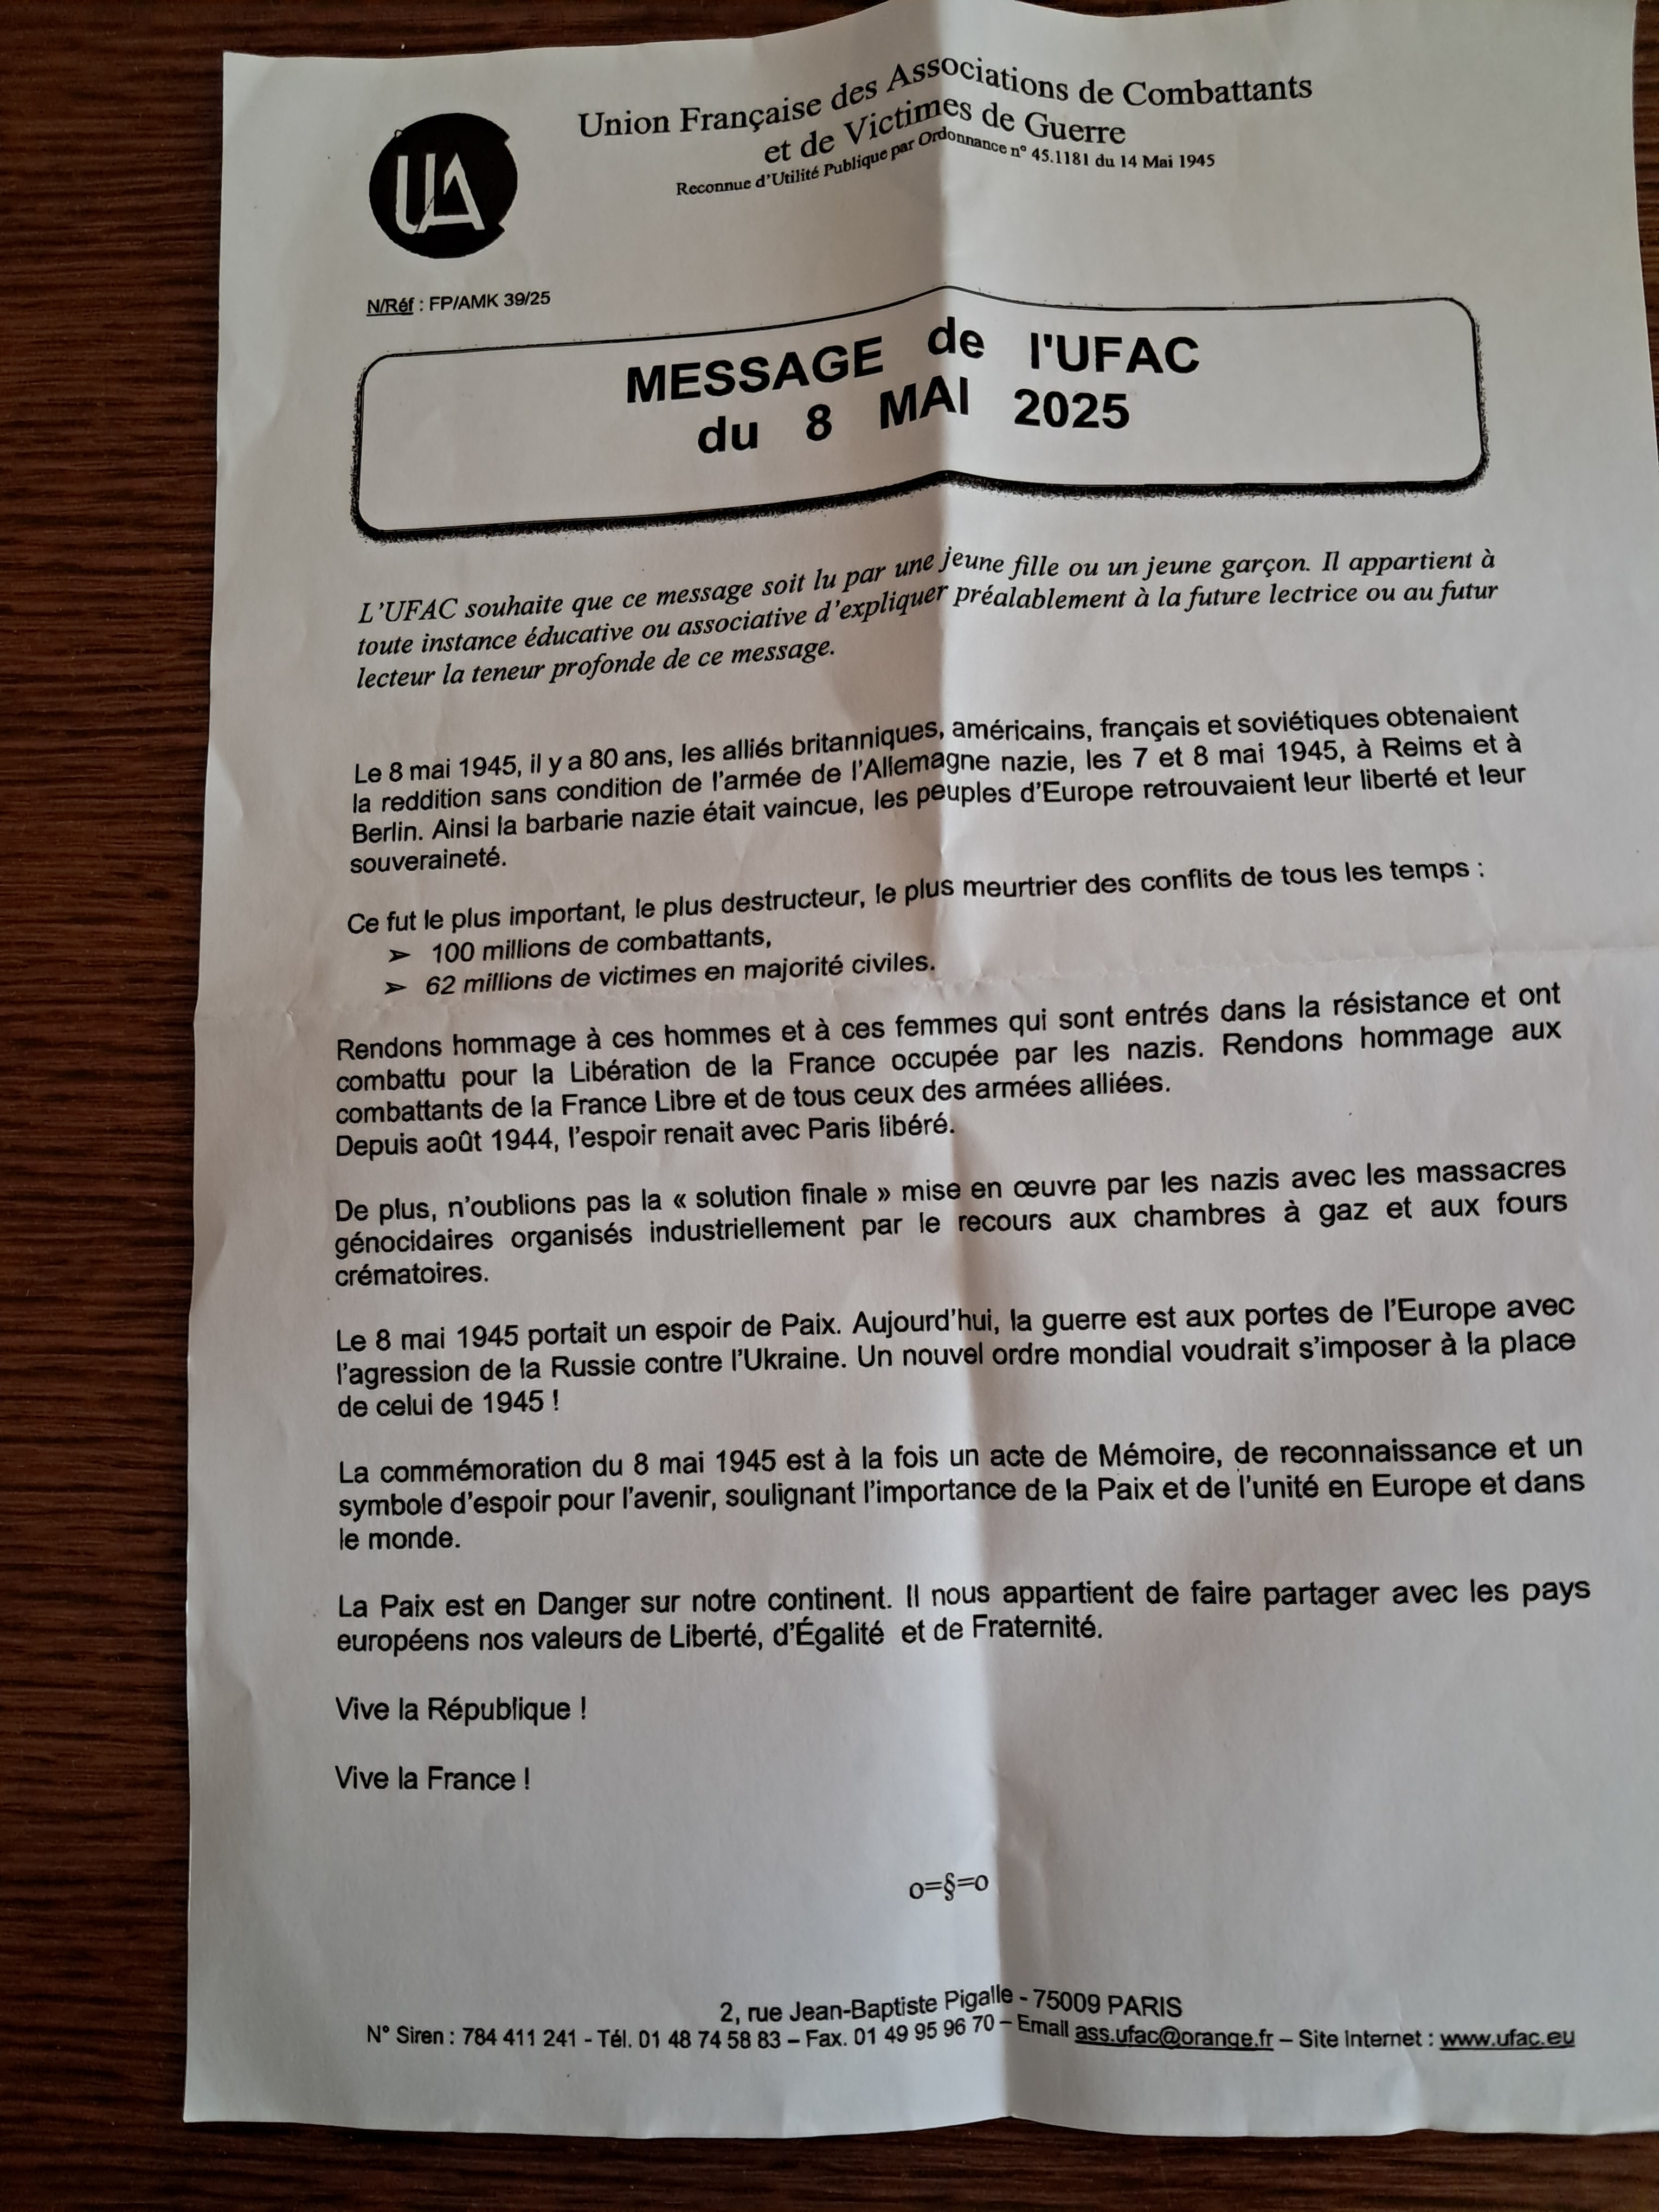 UA
Union Française des Associations de Combattants
et de Victimes de Guerre
Reconnue d'Utilité Publique par Ordonnance n° 45.1181 du 14 Mai 1945
N/Réf : FP/AMK 39/25
MESSAGE de l'UFAC
du 8 MAI 2025
L'UFAC souhaite que ce message soit lu par une jeune fille ou un jeune garçon. Il appartient à
toute instance éducative ou associative d'expliquer préalablement à la future lectrice ou au futur
lecteur la teneur profonde de ce message.
Le 8 mai 1945, il y a 80 ans, les alliés britanniques, américains, français et soviétiques obtenaient
la reddition sans condition de l'armée de l'Allemagne nazie, les 7 et 8 mai 1945, à Reims et à
Berlin. Ainsi la barbarie nazie était vaincue, les peuples d'Europe retrouvaient leur liberté et leur
souveraineté.
Ce fut le plus important, le plus destructeur, le plus meurtrier des conflits de tous les temps :
➢ 100 millions de combattants,
➢ 62 millions de victimes en majorité civiles.
Rendons hommage à ces hommes et à ces femmes qui sont entrés dans la résistance et ont
combattu pour la Libération de la France occupée par les nazis. Rendons hommage aux
combattants de la France Libre et de tous ceux des armées alliées.
Depuis août 1944, l'espoir renait avec Paris libéré.
De plus, n'oublions pas la « solution finale » mise en œuvre par les nazis avec les massacres
génocidaires organisés industriellement par le recours aux chambres à gaz et aux fours
crématoires.
Le 8 mai 1945 portait un espoir de Paix. Aujourd'hui, la guerre est aux portes de l'Europe avec
l'agression de la Russie contre l'Ukraine. Un nouvel ordre mondial voudrait s'imposer à la place
de celui de 1945 !
La commémoration du 8 mai 1945 est à la fois un acte de Mémoire, de reconnaissance et un
symbole d'espoir pour l'avenir, soulignant l'importance de la Paix et de l'unité en Europe et dans
le monde.
La Paix est en Danger sur notre continent. Il nous appartient de faire partager avec les pays
européens nos valeurs de Liberté, d'Égalité et de Fraternité.
Vive la République !
Vive la France !
o=§=o
2, rue Jean-Baptiste Pigalle - 75009 PARIS
N° Siren : 784 411 241 - Tél. 01 48 74 58 83 – Fax. 01 49 95 96 70 – Email ass.ufac@orange.fr – Site Internet : www.ufac.eu